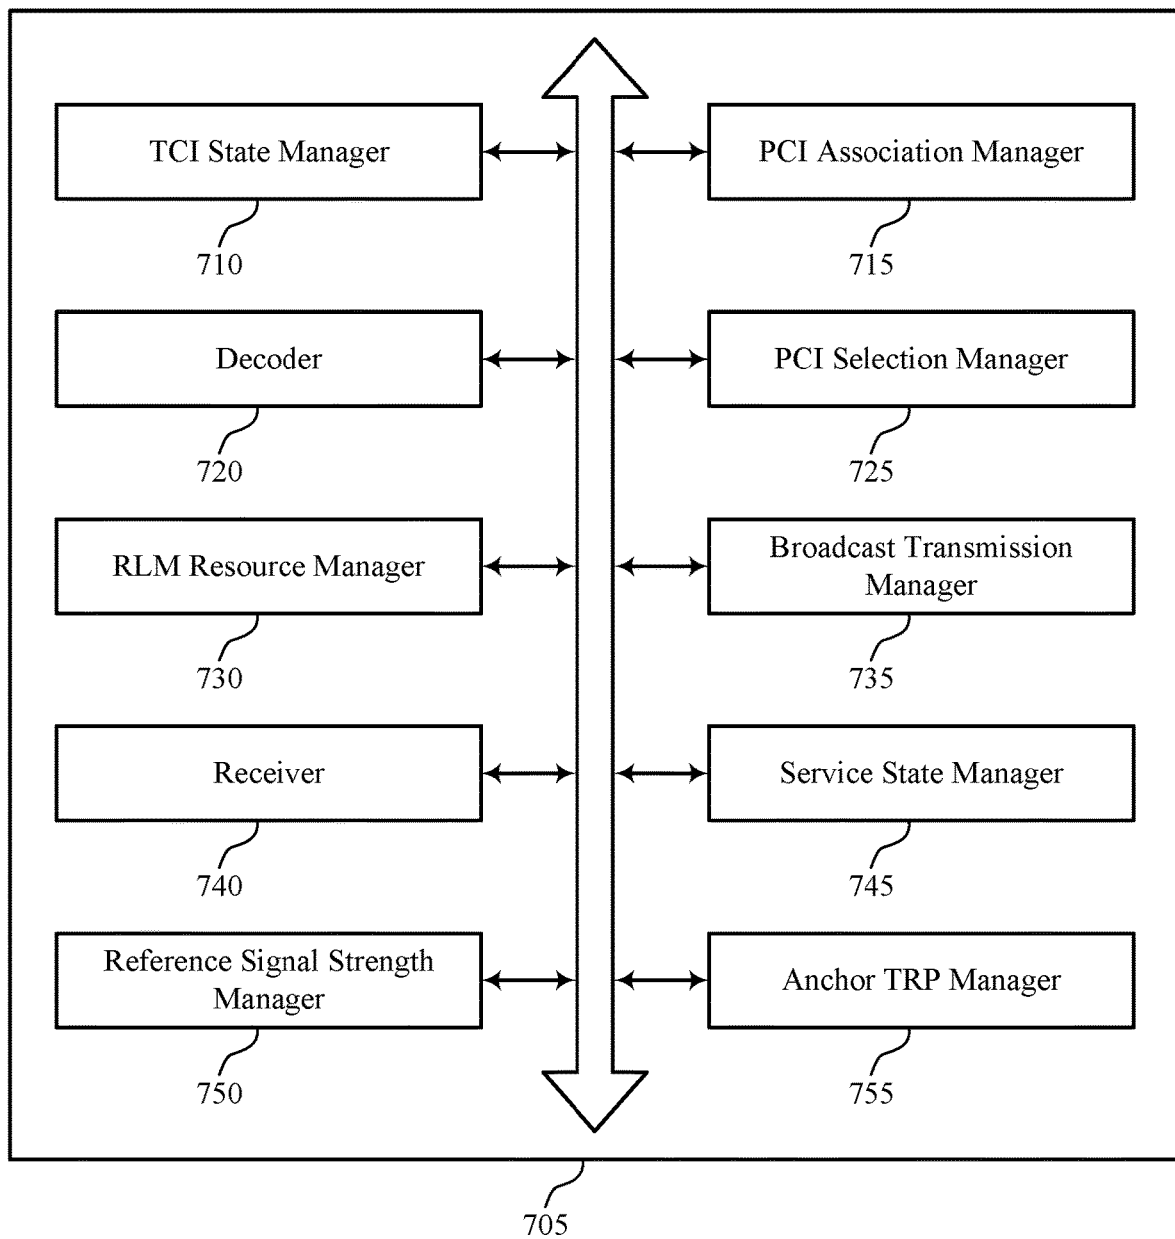 TCI State Manager
710
PCI Association Manager
715
Decoder
720
PCI Selection Manager
725
RLM Resource Manager
730
Broadcast Transmission
Manager
735
Receiver
740
Service State Manager
745
Reference Signal Strength
Manager
750
Anchor TRP Manager
755
705